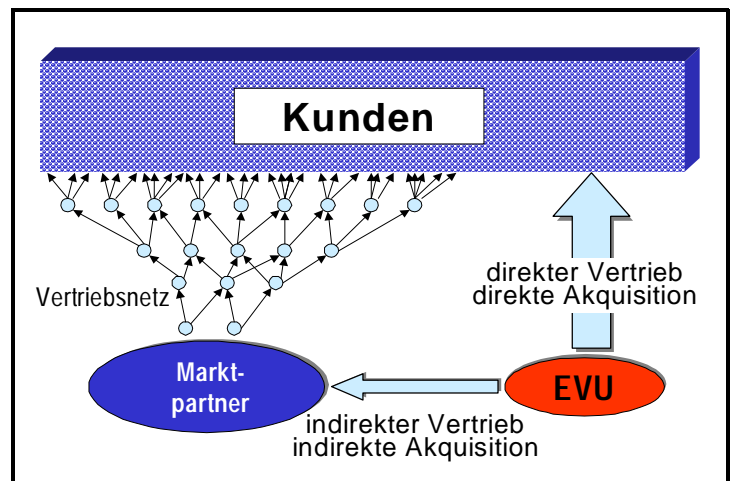 Kunden
direkter Vertrieb
direkte Akquisition
Vertriebsnetz
Markt-
partner
EVU
indirekter Vertrieb
indirekte Akquisition